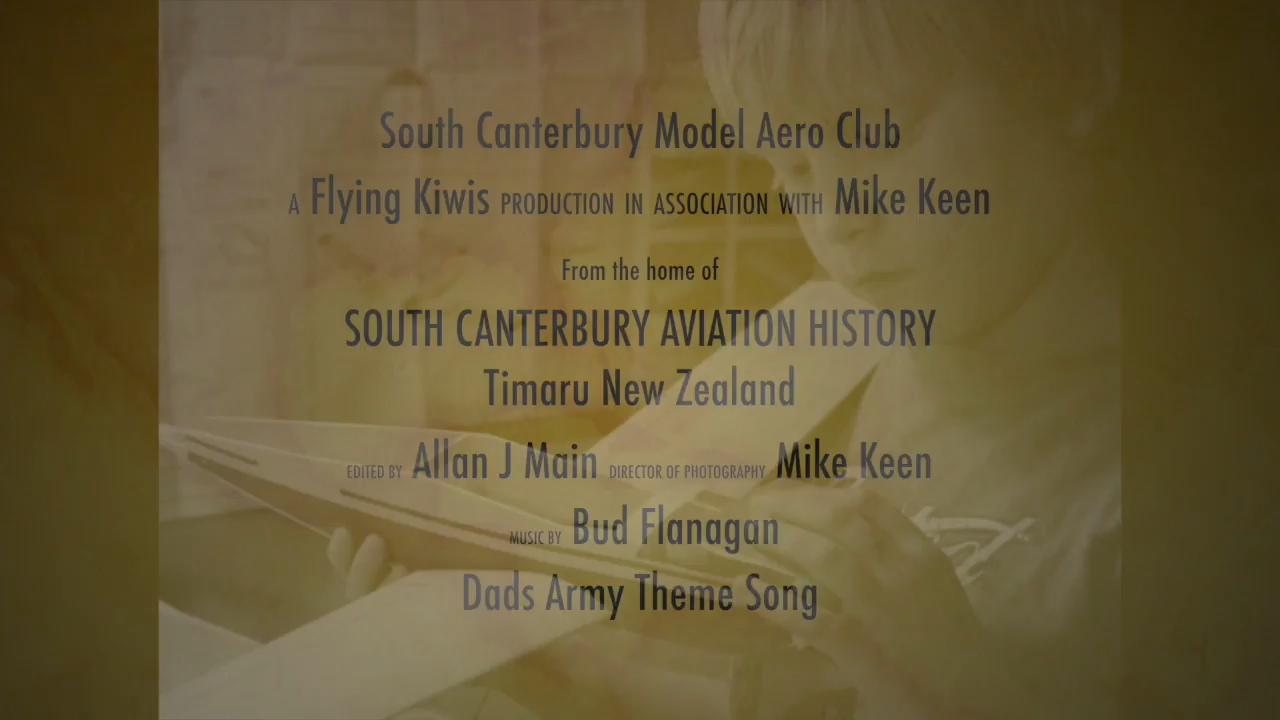 South Canterbury Model Aero Club
A Flying Kiwis PRODUCTION IN ASSOCIATION WITH Mike Keen
From the home of
SOUTH CANTERBURY AVIATION HISTORY
Timaru New Zealand
EDITED BY Allan J Main DIRECTOR OF PHOTOGRAPHY Mike Keen
MUSIC BY Bud Flanagan
Dads Army Theme Song